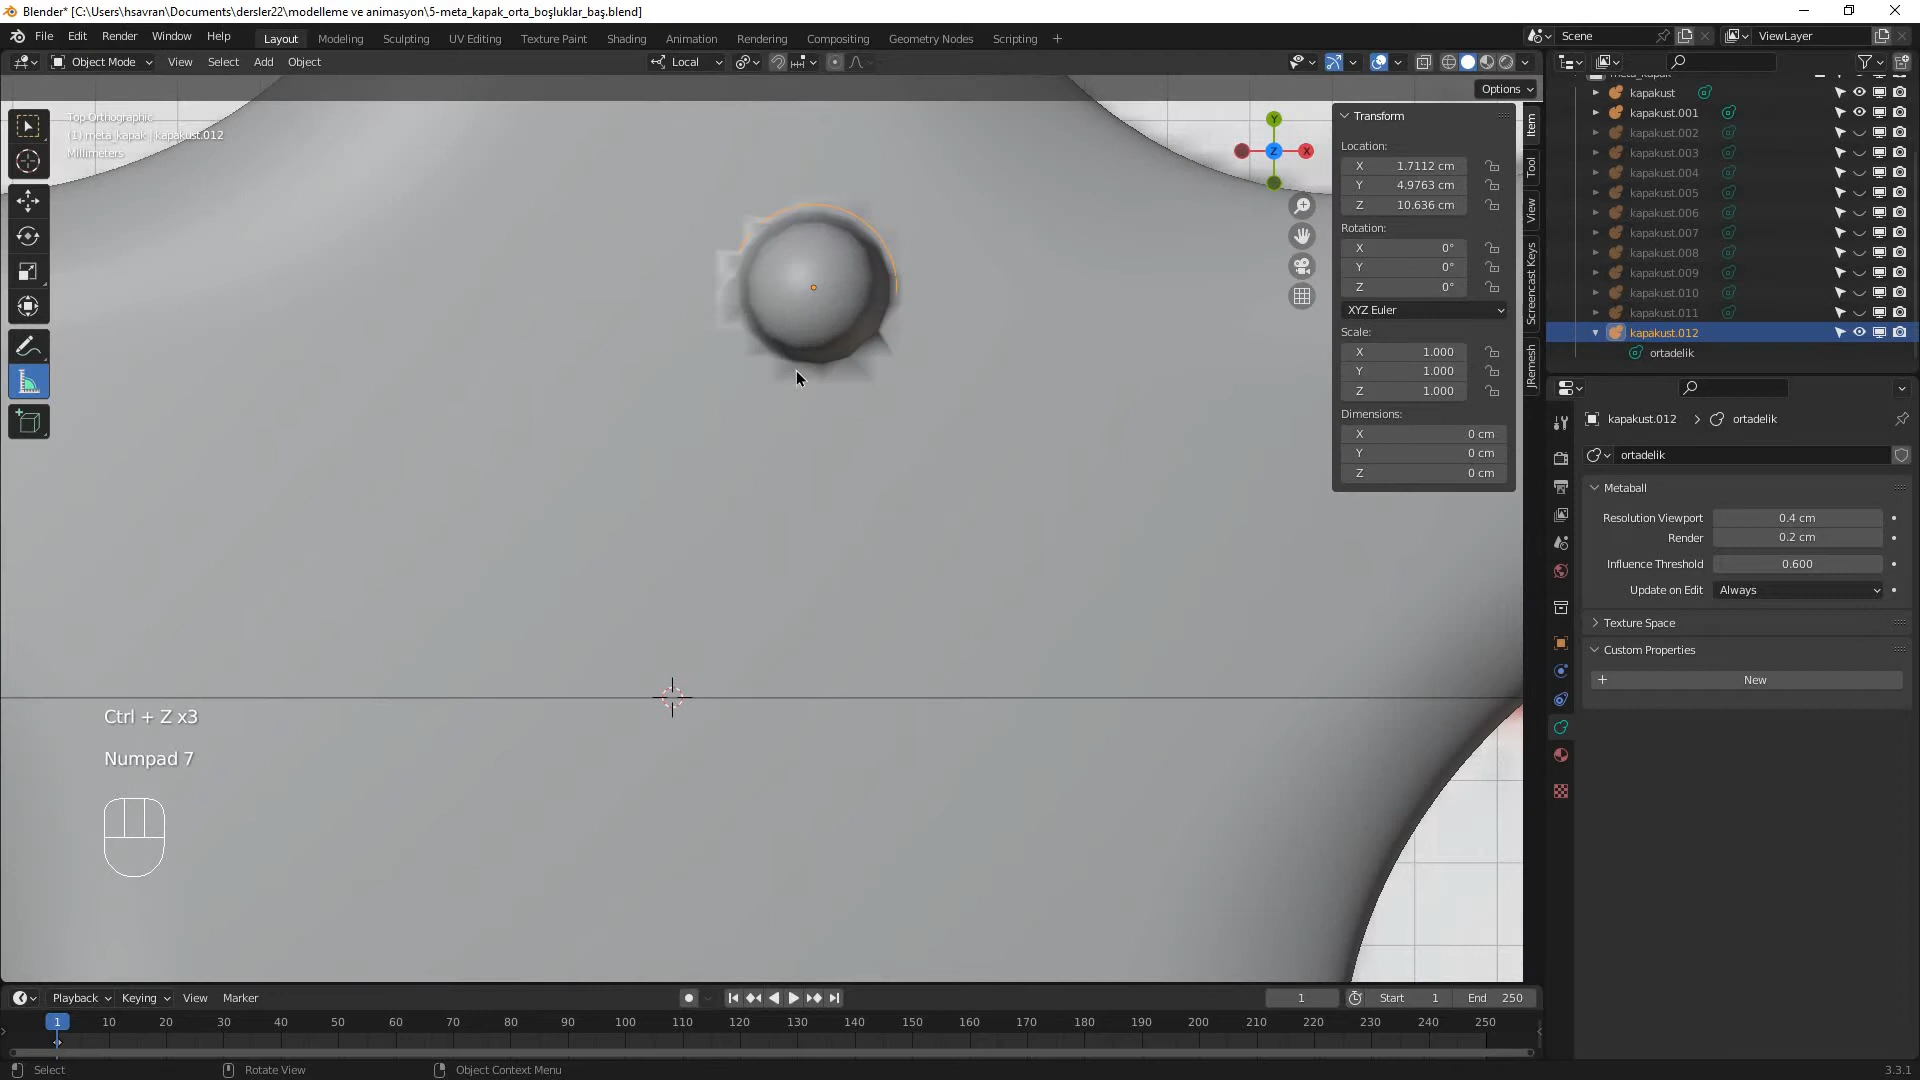 Blender* [C:\Users\hsavran\Documents\dersler22\modelleme ve animasyon\5-meta_kapak_orta_boşluklar_baş.blend]
File Edit Render Window Help
Layout Modeling Sculpting UV Editing Texture Paint Shading Animation Rendering Compositing Geometry Nodes Scripting +
Scene
ViewLayer
Object Mode View Select Add Object
Local
Options
Top Orthographic
(1) meta_kapak | kapakust.012
Millimeters
Y
X
Z
Transform
Location:
X 1.7112 cm
Y 4.9763 cm
Z 10.636 cm
Rotation:
X 0°
Y 0°
Z 0°
XYZ Euler
Scale:
X 1.000
Y 1.000
Z 1.000
Dimensions:
X 0 cm
Y 0 cm
Z 0 cm
Item
Tool
View
Screencast Keys
JRemesh
meta_kapak
kapakust
kapakust.001
kapakust.002
kapakust.003
kapakust.004
kapakust.005
kapakust.006
kapakust.007
kapakust.008
kapakust.009
kapakust.010
kapakust.011
kapakust.012
ortadelik
kapakust.012 > ortadelik
ortadelik
Metaball
Resolution Viewport 0.4 cm
Render 0.2 cm
Influence Threshold 0.600
Update on Edit Always
Texture Space
Custom Properties
+ New
Ctrl + Z x3
Numpad 7
Playback Keying View Marker
1
Start 1
End 250
1 10 20 30 40 50 60 70 80 90 100 110 120 130 140 150 160 170 180 190 200 210 220 230 240 250
Select
Rotate View
Object Context Menu
3.3.1